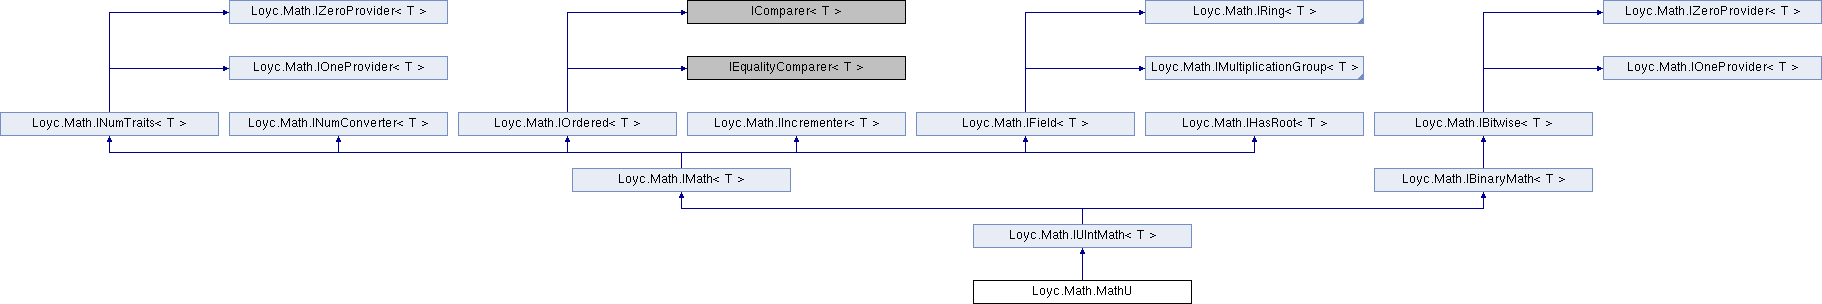 Loyc.Math.IZeroProvider< T >
IComparer< T >
Loyc.Math.IRing< T >
Loyc.Math.IZeroProvider< T >
Loyc.Math.IOneProvider< T >
IEqualityComparer< T >
Loyc.Math.IMultiplicationGroup< T >
Loyc.Math.IOneProvider< T >
Loyc.Math.INumTraits< T >
Loyc.Math.INumConverter< T >
Loyc.Math.IOrdered< T >
Loyc.Math.IIncrementer< T >
Loyc.Math.IField< T >
Loyc.Math.IHasRoot< T >
Loyc.Math.IBitwise< T >
Loyc.Math.IMath< T >
Loyc.Math.IBinaryMath< T >
Loyc.Math.IUIntMath< T >
Loyc.Math.MathU